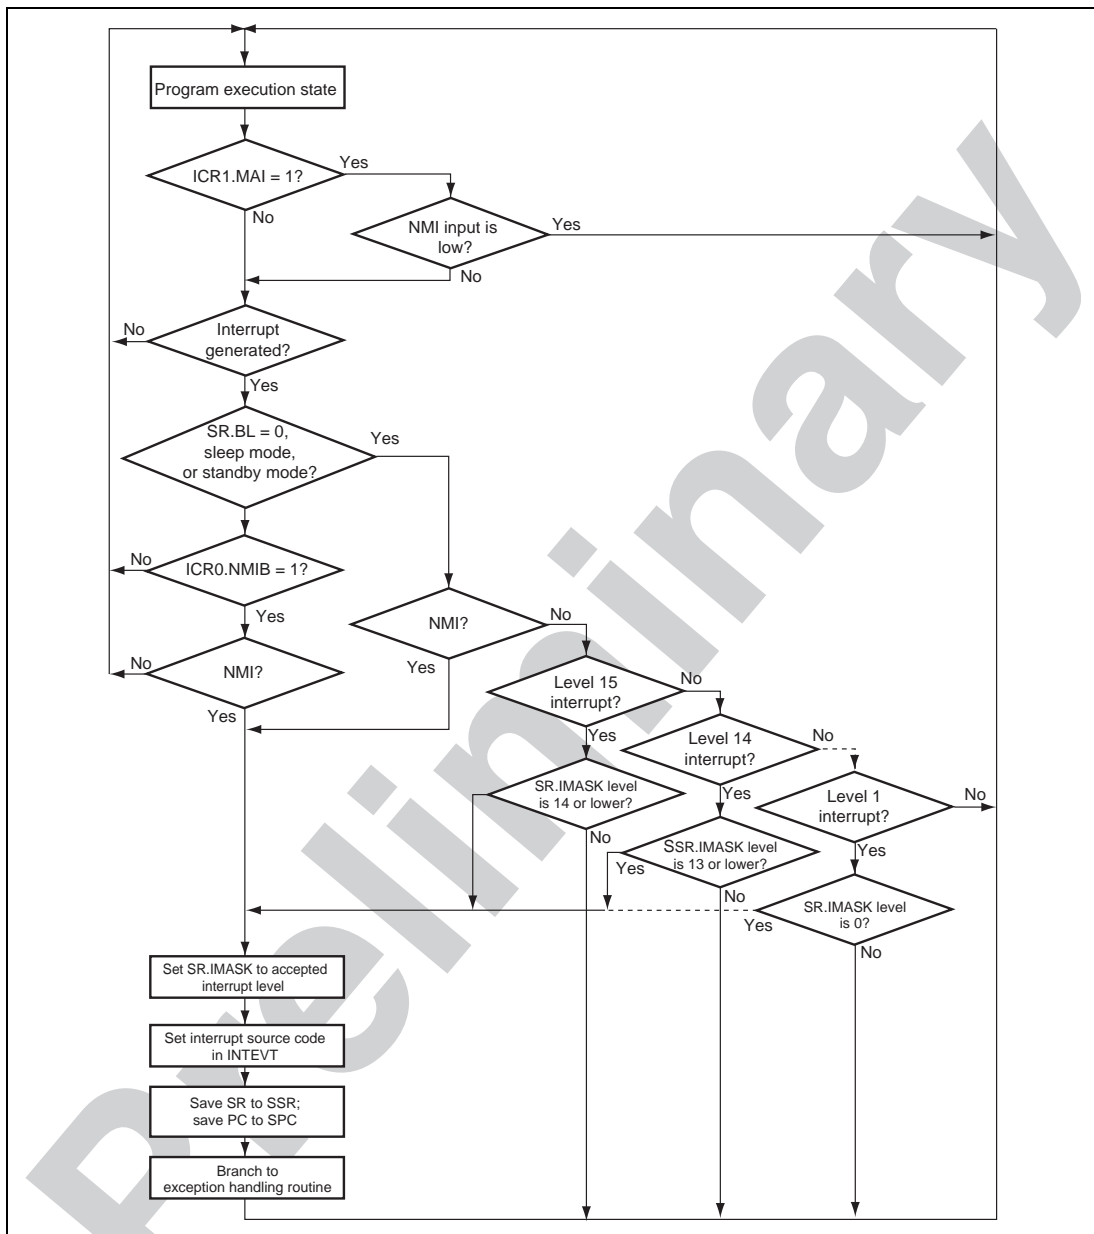 Program execution state
ICR1.MAI = 1?
Yes
No
NMI input is
low?
Yes
No
Interrupt
generated?
No
Yes
SR.BL = 0,
sleep mode,
or standby mode?
Yes
ICR0.NMIB = 1?
No
Yes
NMI?
No
Yes
NMI?
No
Yes
Level 15
interrupt?
No
Yes
Level 14
interrupt?
No
Yes
Level 1
interrupt?
No
Yes
SR.IMASK level
is 14 or lower?
No
SSR.IMASK level
is 13 or lower?
Yes
No
SR.IMASK level
is 0?
Yes
No
Set SR.IMASK to accepted
interrupt level
Set interrupt source code
in INTEVT
Save SR to SSR;
save PC to SPC
Branch to
exception handling routine
Preliminary